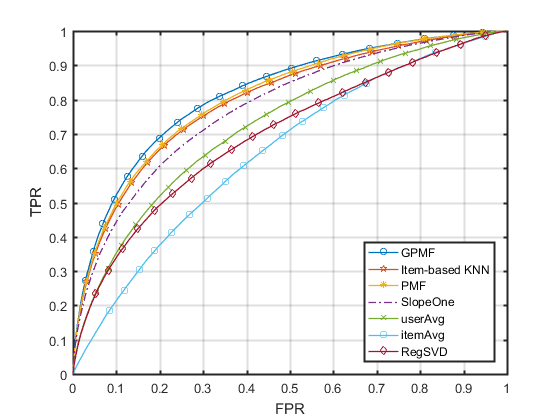 1
0.9
0.8
0.7
0.6
0.5
0.4
0.3
0.2
0.1
0
TPR
GPMF
Item-based KNN
PMF
SlopeOne
userAvg
itemAvg
RegSVD
0 0.1 0.2 0.3 0.4 0.5 0.6 0.7 0.8 0.9 1
FPR